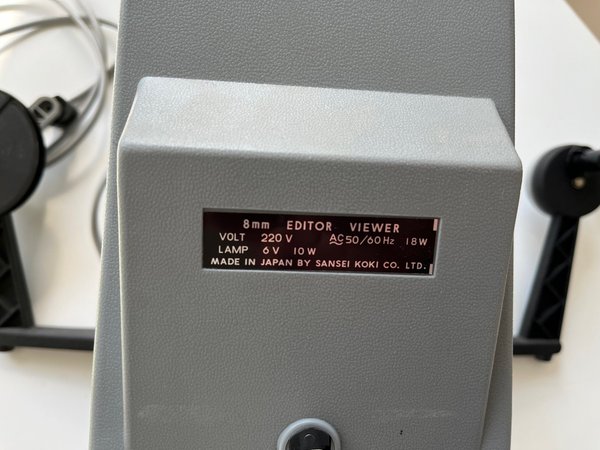 8mm EDITOR VIEWER
VOLT 220V AC50/60Hz 18W
LAMP 6V 10W
MADE IN JAPAN BY SANSEI KOKI CO. LTD.